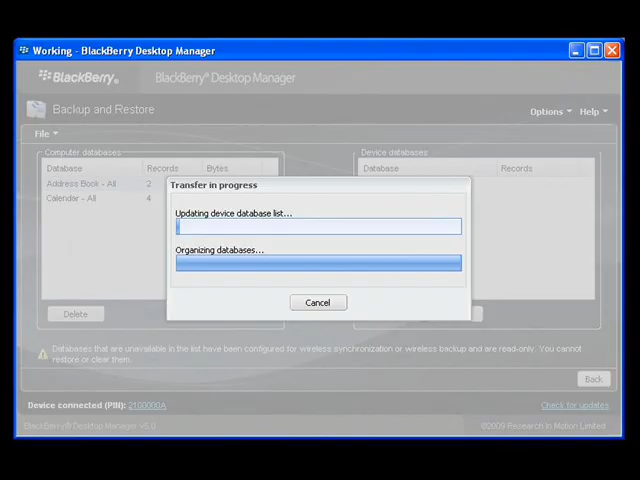 Working - BlackBerry Desktop Manager
BlackBerry® BlackBerry® Desktop Manager
Backup and Restore
Options Help
File
Computer databases Device databases
Database Records Bytes Database Records
Address Book - All 2
Calendar - All 4
Transfer in progress
Updating device database list...
Organizing databases...
Cancel
Delete
Databases that are unavailable in the list have been configured for wireless synchronization or wireless backup and are read-only. You cannot
restore or clear them.
Back
Device connected (PIN): 2100000A Check for updates
BlackBerry® Desktop Manager v5.0 ©2009 Research In Motion Limited